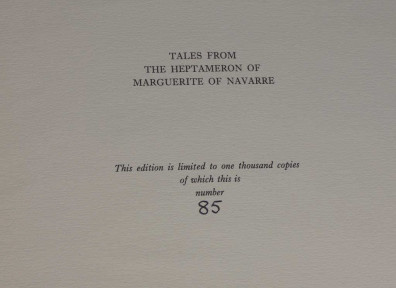 TALES FROM
THE HEPTAMERON OF
MARGUERITE OF NAVARRE
This edition is limited to one thousand copies
of which this is
number
85